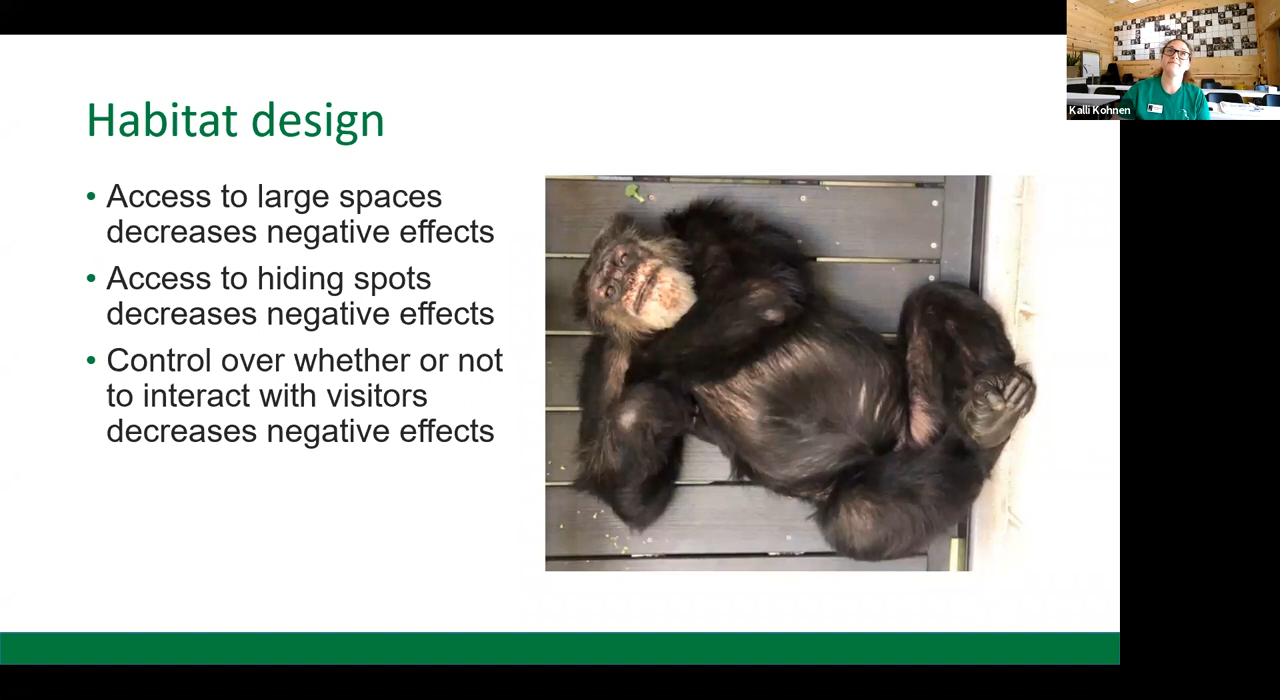 Habitat design
• Access to large spaces
decreases negative effects
• Access to hiding spots
decreases negative effects
• Control over whether or not
to interact with visitors
decreases negative effects
Kalli Kohnen